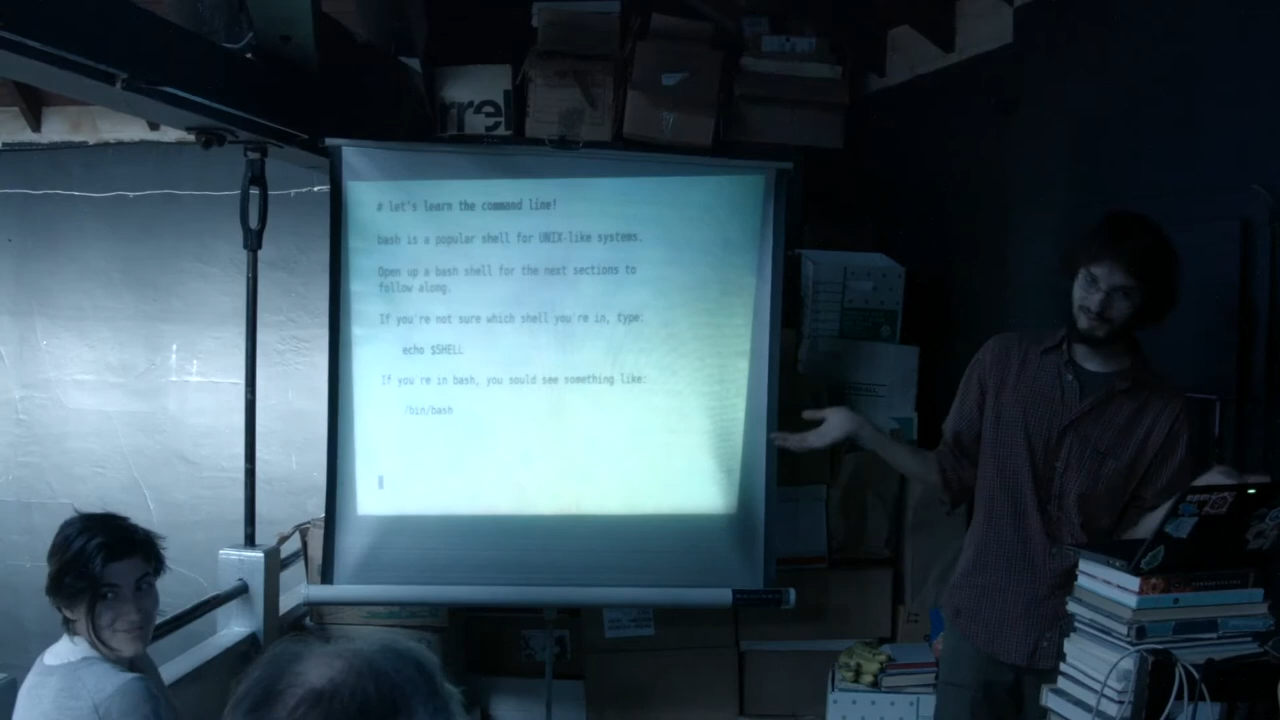 rrel
# let's learn the command line!
bash is a popular shell for UNIX-like systems.
Open up a bash shell for the next sections to
follow along.
If you're not sure which shell you're in, type:
echo $SHELL
If you're in bash, you sould see something like:
/bin/bash